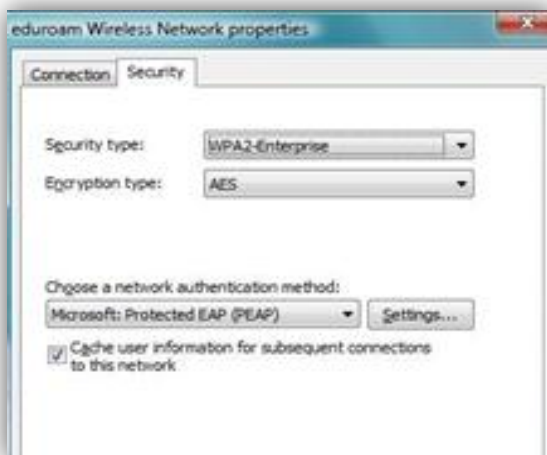 eduroam Wireless Network properties
Connection Security
Security type: WPA2-Enterprise
Encryption type: AES
Choose a network authentication method:
Microsoft: Protected EAP (PEAP) Settings...
Cache user information for subsequent connections
to this network